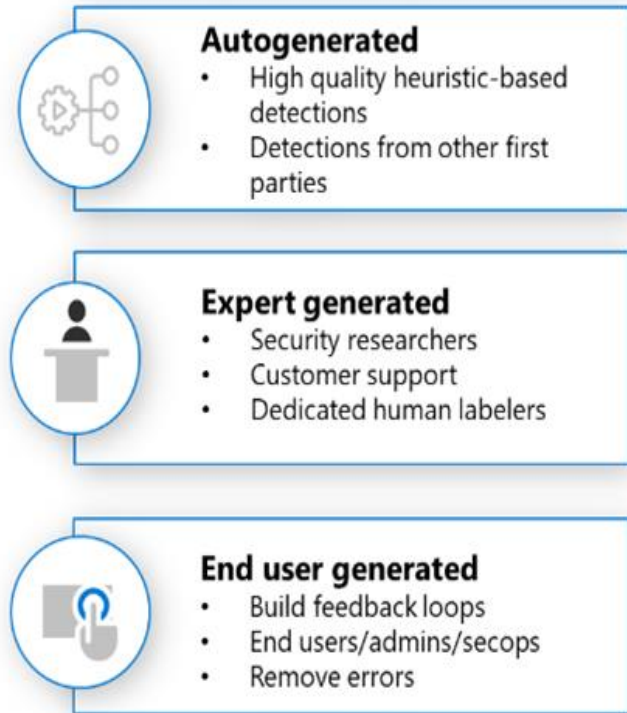 Autogenerated
• High quality heuristic-based
detections
• Detections from other first
parties
Expert generated
• Security researchers
• Customer support
• Dedicated human labelers
End user generated
• Build feedback loops
• End users/admins/secops
• Remove errors